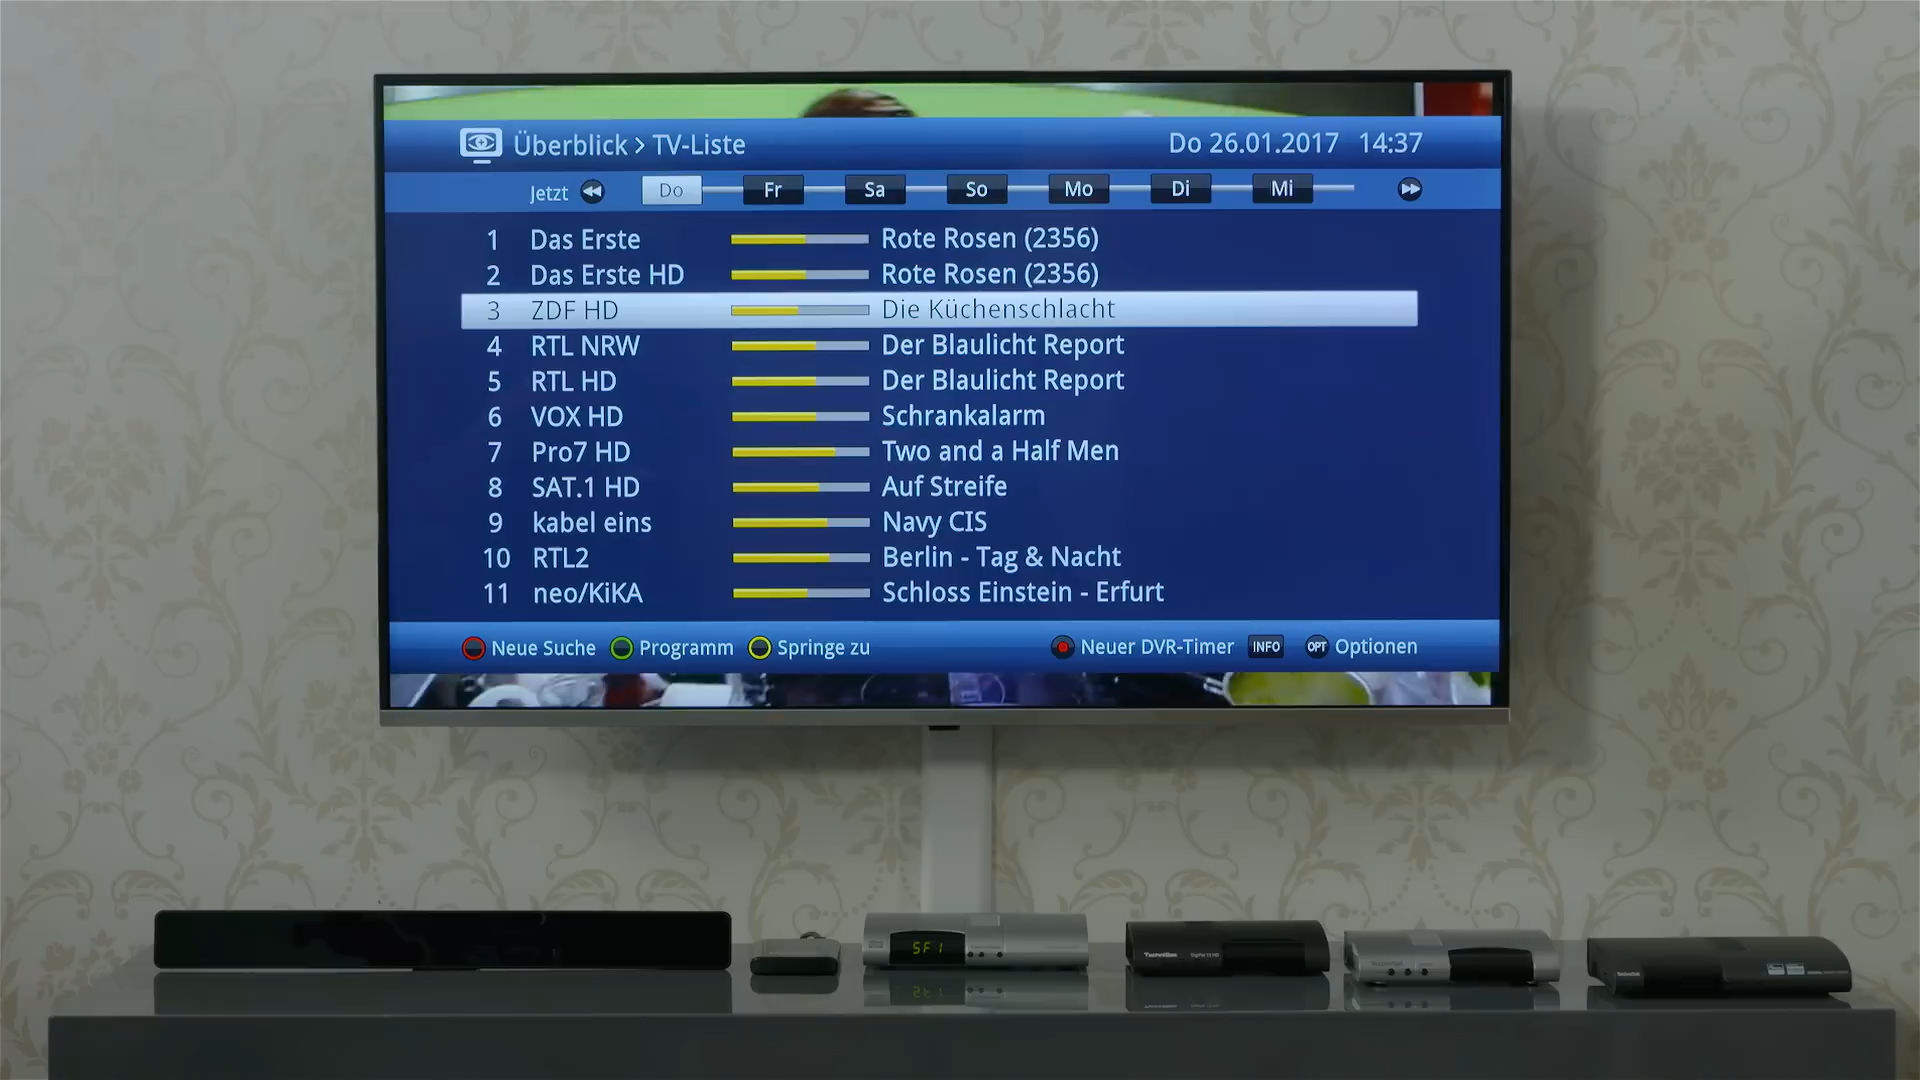 Überblick > TV-Liste Do 26.01.2017 14:37
Jetzt Do Fr Sa So Mo Di Mi
1 Das Erste Rote Rosen (2356)
2 Das Erste HD Rote Rosen (2356)
3 ZDF HD Die Küchenschlacht
4 RTL NRW Der Blaulicht Report
5 RTL HD Der Blaulicht Report
6 VOX HD Schrankalarm
7 Pro7 HD Two and a Half Men
8 SAT.1 HD Auf Streife
9 kabel eins Navy CIS
10 RTL2 Berlin - Tag & Nacht
11 neo/KiKA Schloss Einstein - Erfurt
Neue Suche Programm Springe zu Neuer DVR-Timer INFO OPT Optionen
SF1
TechniSat